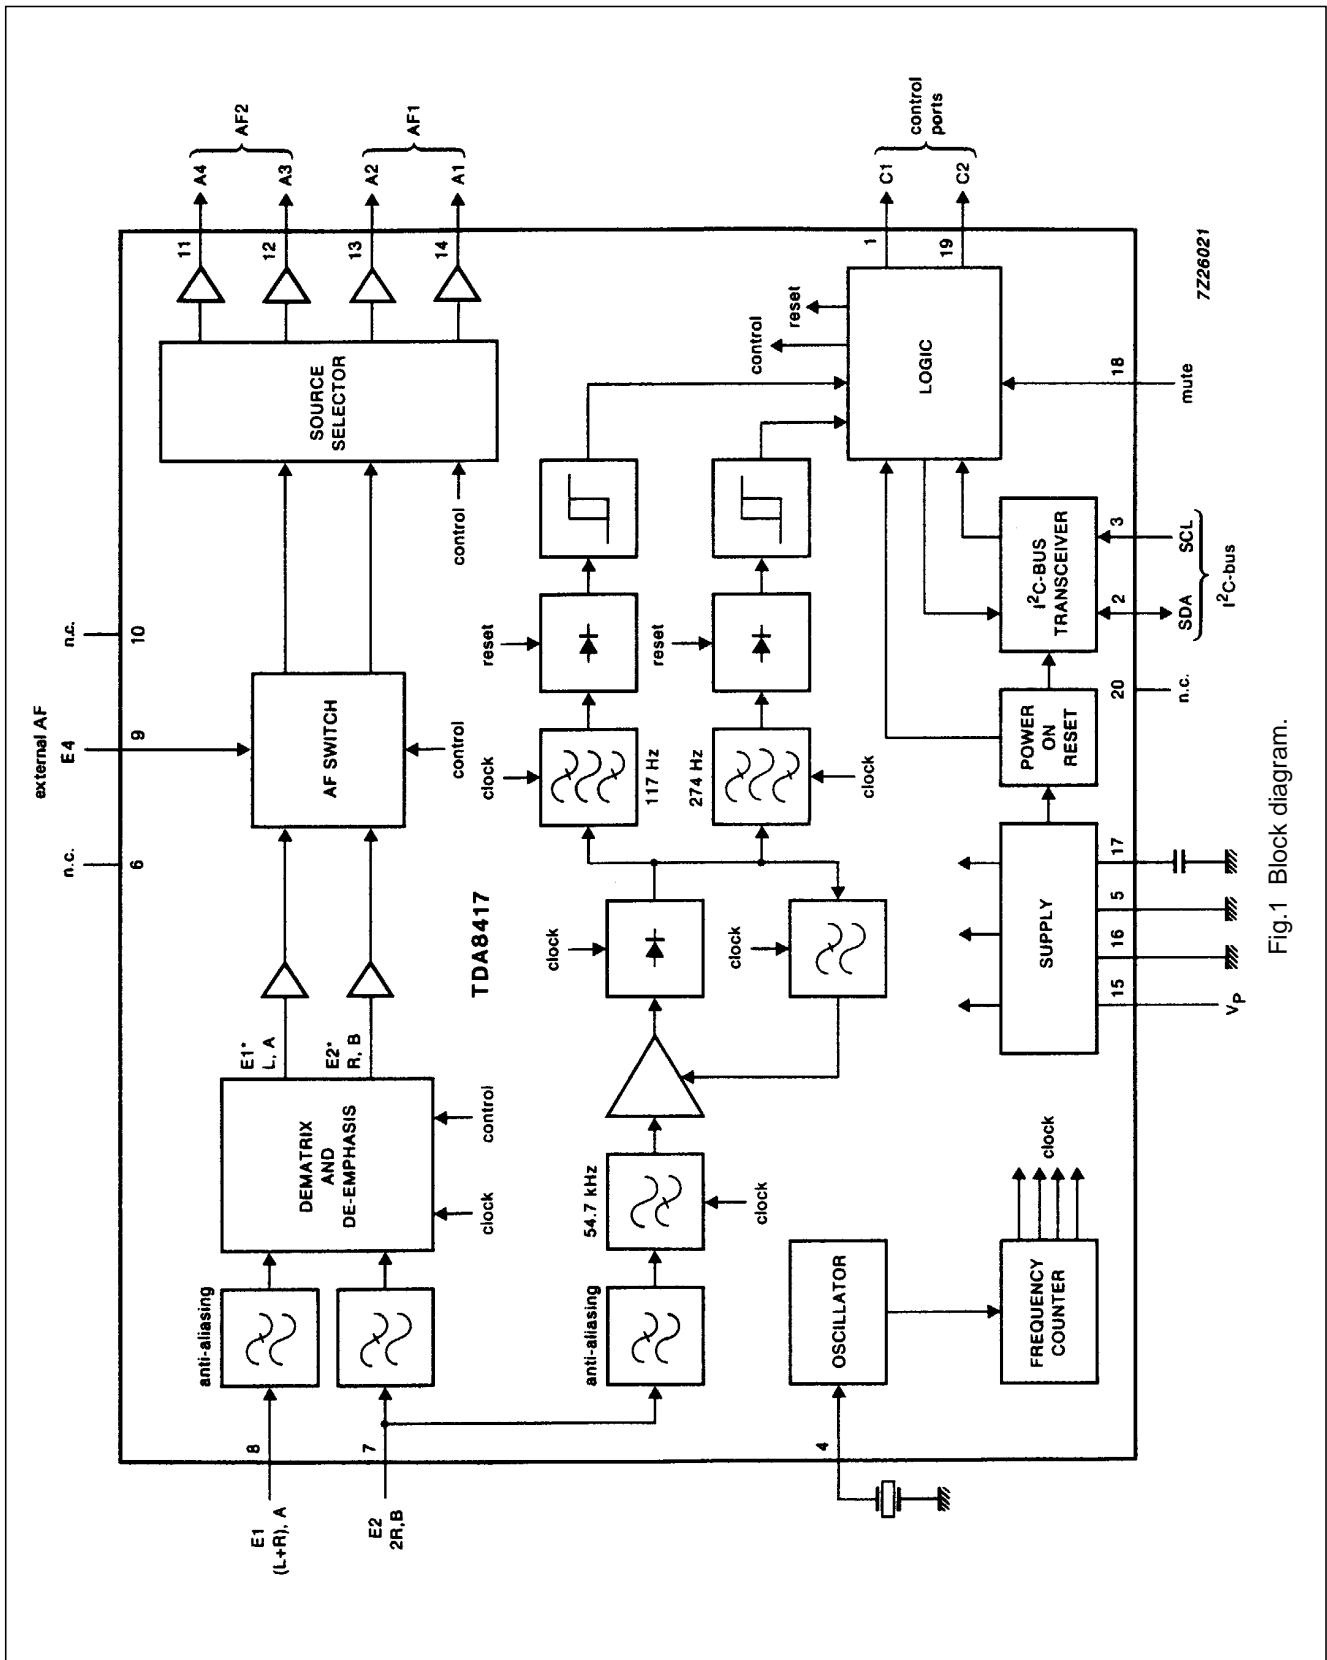 external AF
n.c.
E4
n.c.
6
9
10
E1
(L+R), A
8
anti-aliasing
E2
2R,B
7
DEMATRIX
AND
DE-EMPHASIS
clock
control
E1*
L, A
E2*
R, B
AF SWITCH
control
SOURCE
SELECTOR
control
11
A4
12
A3
AF2
13
A2
14
A1
AF1
TDA8417
anti-aliasing
54.7 kHz
clock
clock
clock
clock
117 Hz
reset
274 Hz
clock
reset
control
reset
LOGIC
1
C1
19
C2
control
ports
18
mute
4
OSCILLATOR
FREQUENCY
COUNTER
clock
SUPPLY
15
VP
16
5
17
POWER
ON
RESET
20
n.c.
I²C-BUS
TRANSCEIVER
2
SDA
3
SCL
I²C-bus
7Z26021
Fig.1 Block diagram.